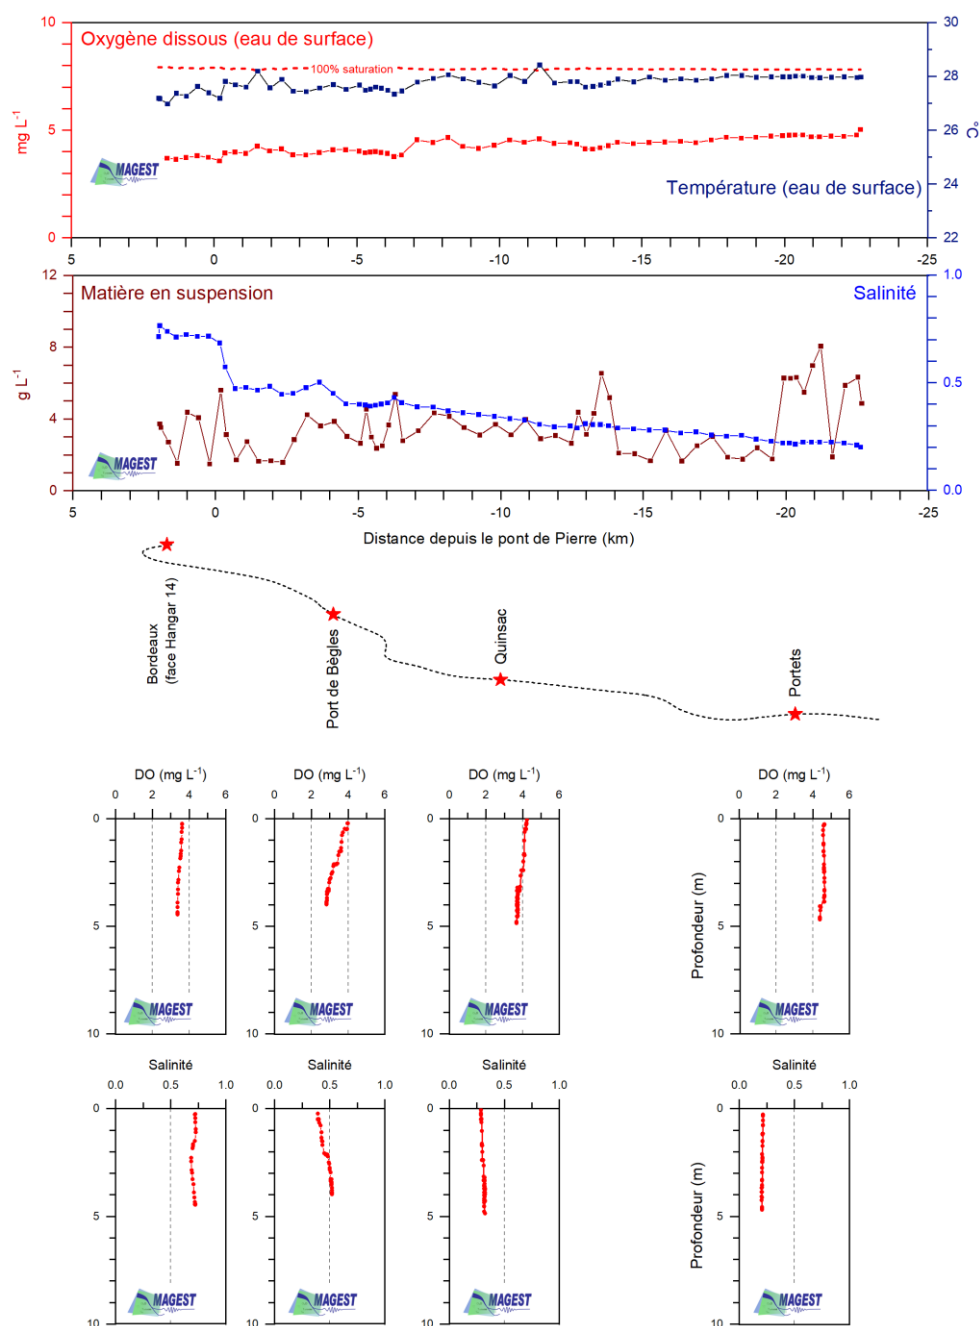 10
30
Oxygène dissous (eau de surface)
100% saturation
28
mg L⁻¹
5
26
°C
MAGEST
24
Température (eau de surface)
0
22
5
0
-5
-10
-15
-20
-25
12
1.0
Matière en suspension
Salinité
8
g L⁻¹
0.5
4
MAGEST
0
0.0
5
0
-5
-10
-15
-20
-25
Distance depuis le pont de Pierre (km)
Bordeaux
(face Hangar 14)
Port de Bègles
Quinsac
Portets
DO (mg L⁻¹)
DO (mg L⁻¹)
DO (mg L⁻¹)
DO (mg L⁻¹)
0 2 4 6
0 2 4 6
0 2 4 6
0 2 4 6
0
0
0
0
5
5
5
5
Profondeur (m)
MAGEST
MAGEST
MAGEST
MAGEST
10
10
10
10
Salinité
Salinité
Salinité
Salinité
0.0 0.5 1.0
0.0 0.5 1.0
0.0 0.5 1.0
0.0 0.5 1.0
0
0
0
0
5
5
5
5
Profondeur (m)
MAGEST
MAGEST
MAGEST
MAGEST
10
10
10
10